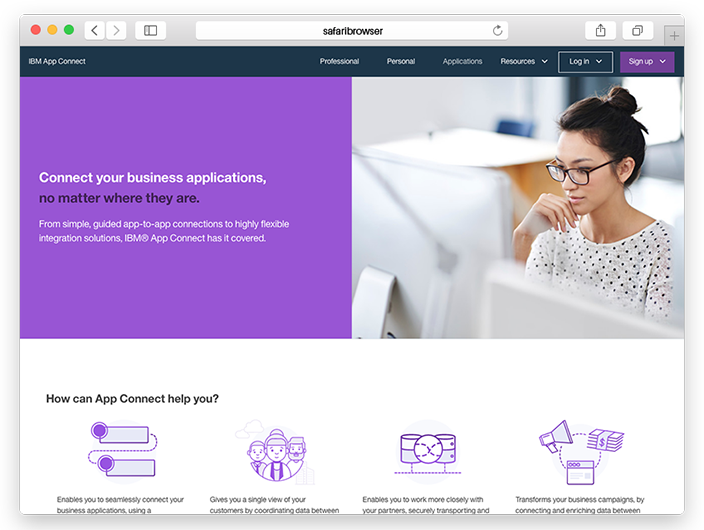 safaribrowser
IBM App Connect Professional Personal Applications Resources Log in Sign up
Connect your business applications,
no matter where they are.
From simple, guided app-to-app connections to highly flexible
integration solutions, IBM® App Connect has it covered.
How can App Connect help you?
$
Enables you to seamlessly connect your
business applications, using a
Gives you a single view of your
customers by coordinating data between
Enables you to work more closely with
your partners, securely transporting and
Transforms your business campaigns, by
connecting and enriching data between